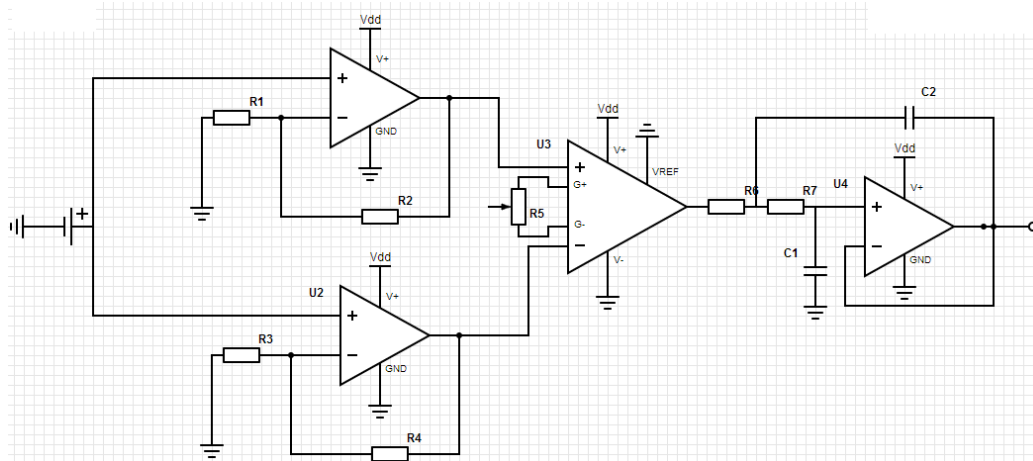 Vdd
V+
+
−
GND
R1
R2
+
Vdd
U2
V+
+
−
GND
R3
R4
Vdd
U3
V+
VREF
+
G+
G-
−
V-
R5
R6
R7
C1
C2
Vdd
U4
V+
+
−
GND